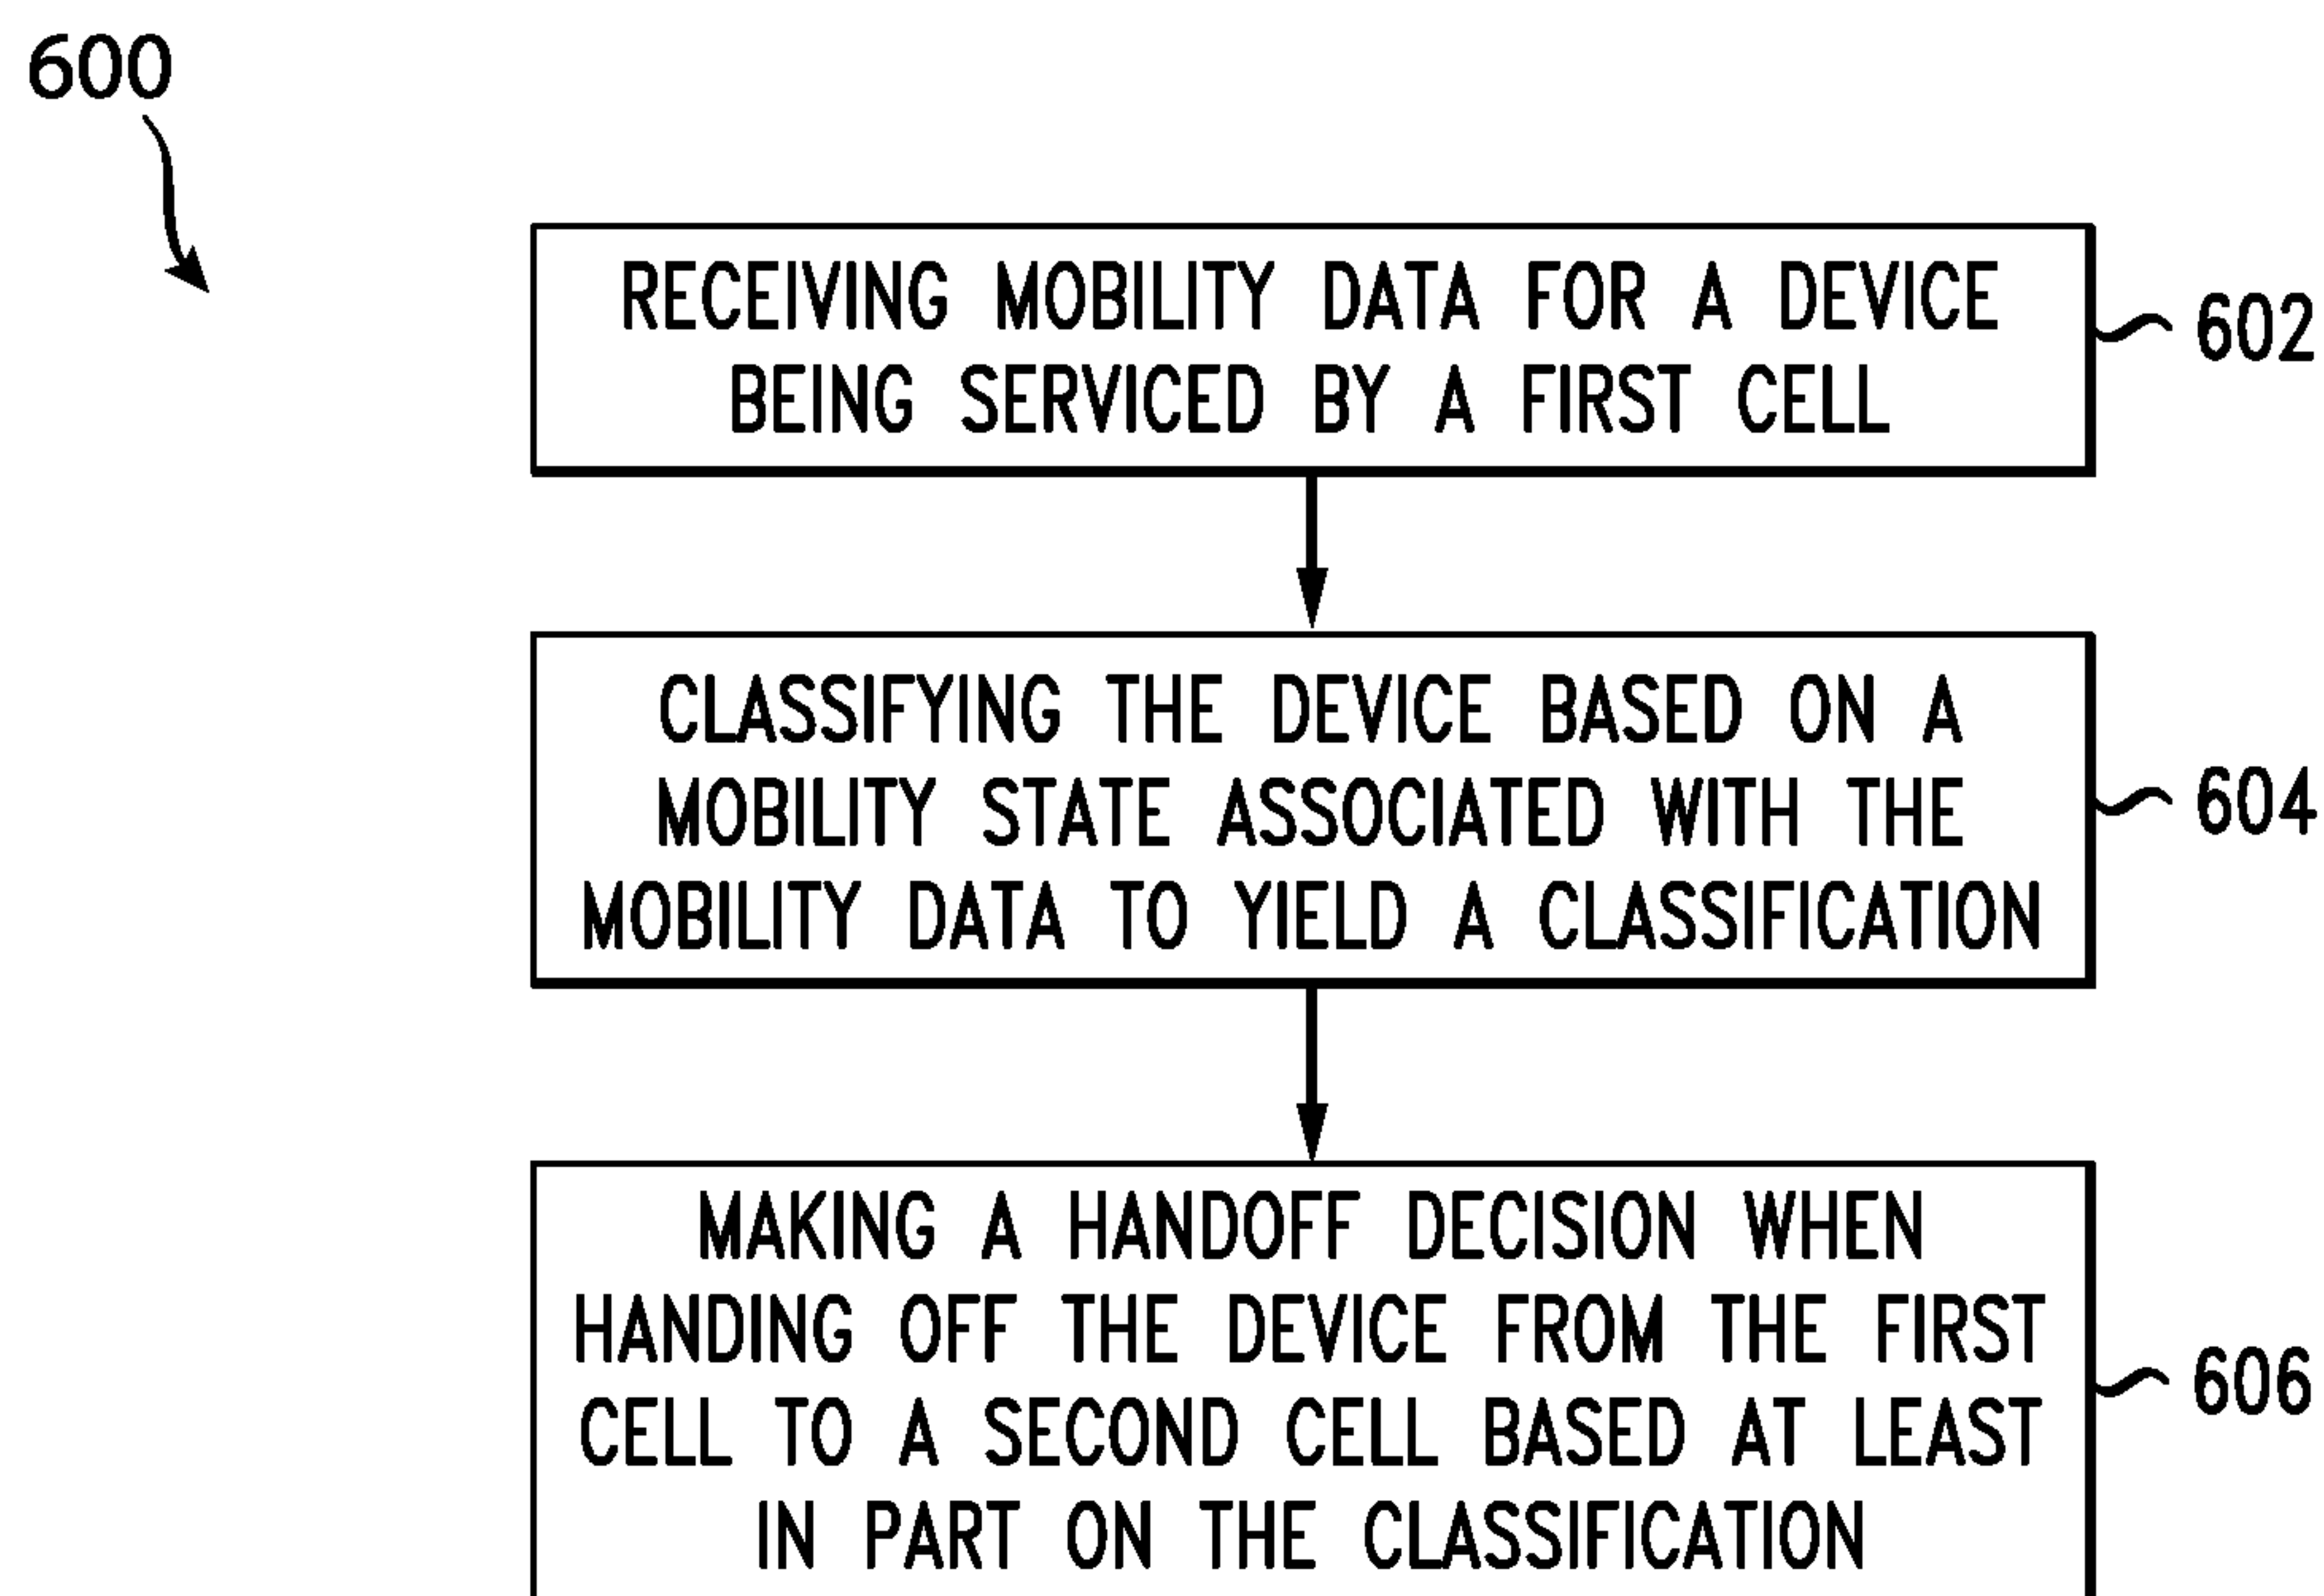 600
RECEIVING MOBILITY DATA FOR A DEVICE
BEING SERVICED BY A FIRST CELL
602
CLASSIFYING THE DEVICE BASED ON A
MOBILITY STATE ASSOCIATED WITH THE
MOBILITY DATA TO YIELD A CLASSIFICATION
604
MAKING A HANDOFF DECISION WHEN
HANDING OFF THE DEVICE FROM THE FIRST
CELL TO A SECOND CELL BASED AT LEAST
IN PART ON THE CLASSIFICATION
606